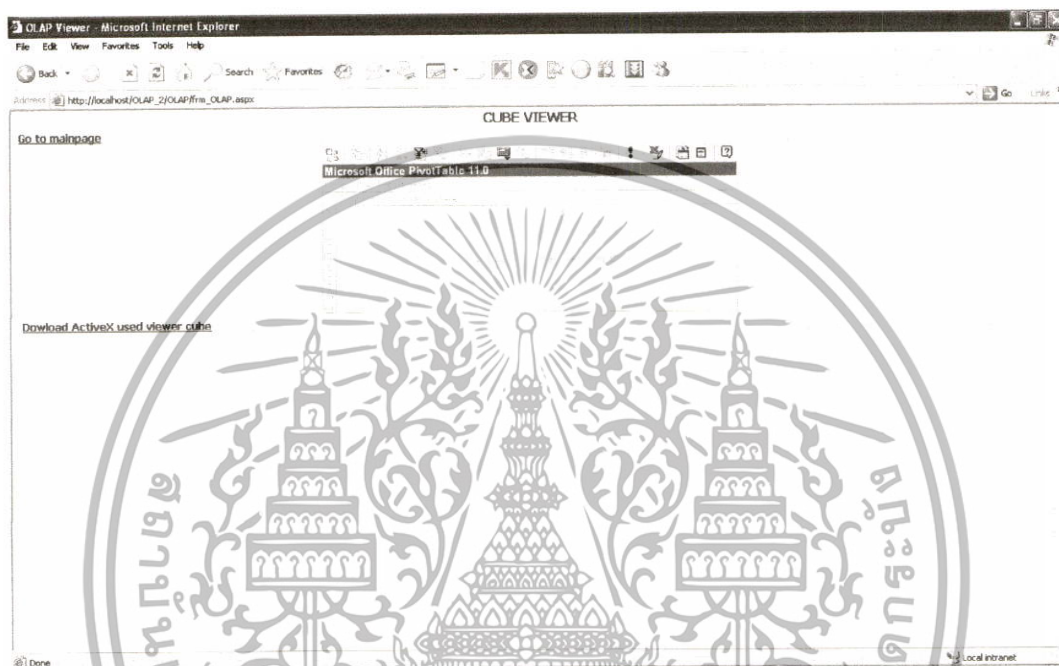 OLAP Viewer - Microsoft Internet Explorer
File Edit View Favorites Tools Help
Back Search Favorites
Address http://localhost/OLAP_2/OLAP/frm_OLAP.aspx Go Links
CUBE VIEWER
Go to mainpage
Microsoft Office PivotTable 11.0
Dowload ActiveX used viewer cube
Done Local intranet